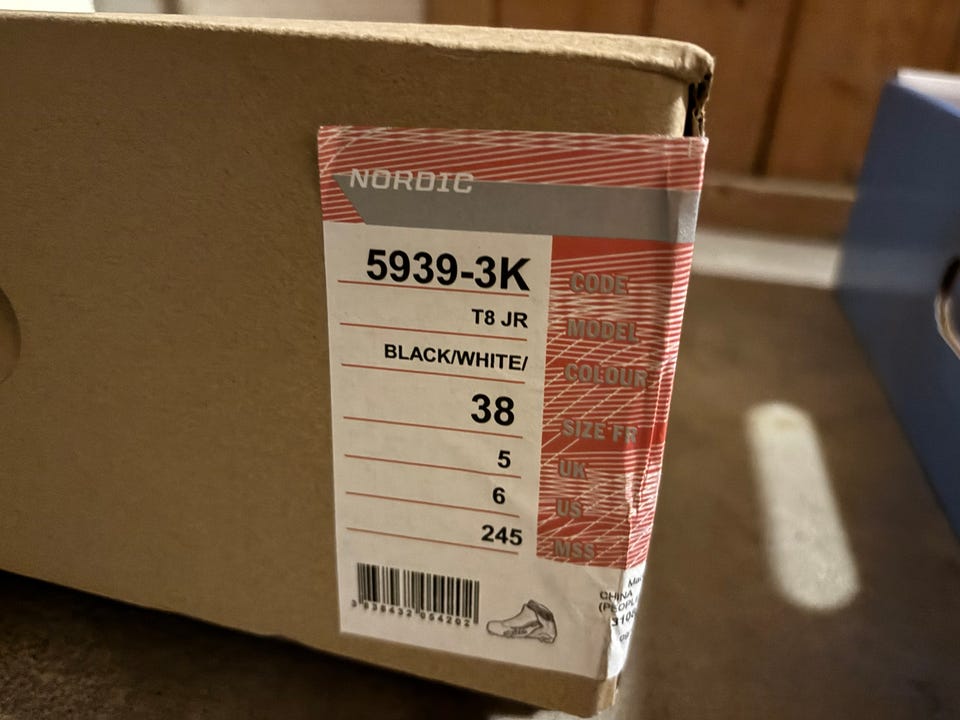 NORDIC
5939-3K CODE
T8 JR MODEL
BLACK/WHITE/ COLOUR
38 SIZE FR
5 UK
6 US
245 MSS
CHINA